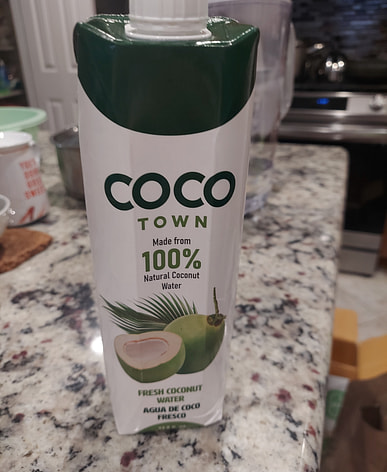 COCO
TOWN
Made from
100%
Natural Coconut
Water
FRESH COCONUT
WATER
AGUA DE COCO
FRESCO